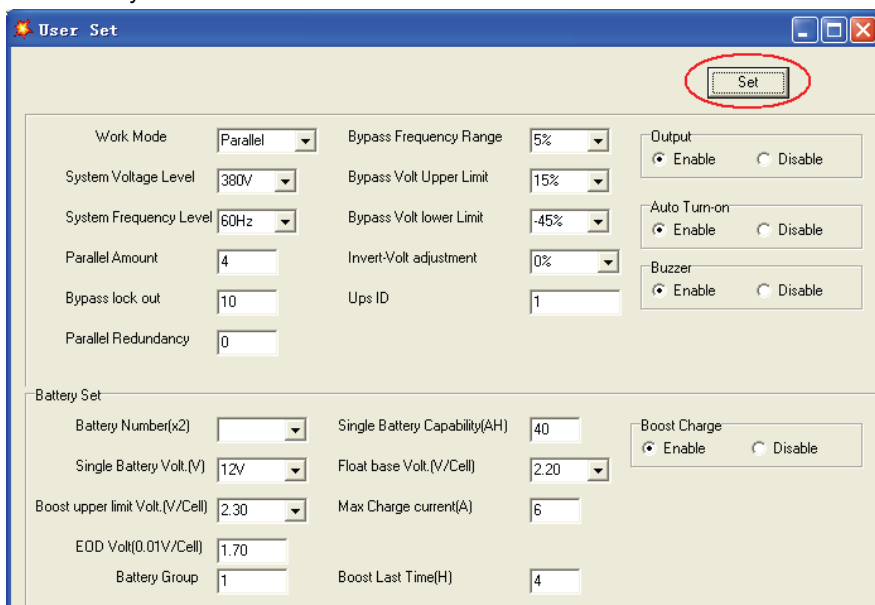 User Set
Set
Work Mode Parallel Bypass Frequency Range 5% Output
Enable Disable
System Voltage Level 380V Bypass Volt Upper Limit 15%
Auto Turn-on
System Frequency Level 60Hz Bypass Volt lower Limit -45% Enable Disable
Parallel Amount 4 Invert-Volt adjustment 0%
Buzzer
Bypass lock out 10 Ups ID 1 Enable Disable
Parallel Redundancy 0
Battery Set
Battery Number(x2) Single Battery Capability(AH) 40 Boost Charge
Enable Disable
Single Battery Volt.(V) 12V Float base Volt.(V/Cell) 2.20
Boost upper limit Volt.(V/Cell) 2.30 Max Charge current(A) 6
EOD Volt(0.01V/Cell) 1.70
Battery Group 1 Boost Last Time(H) 4